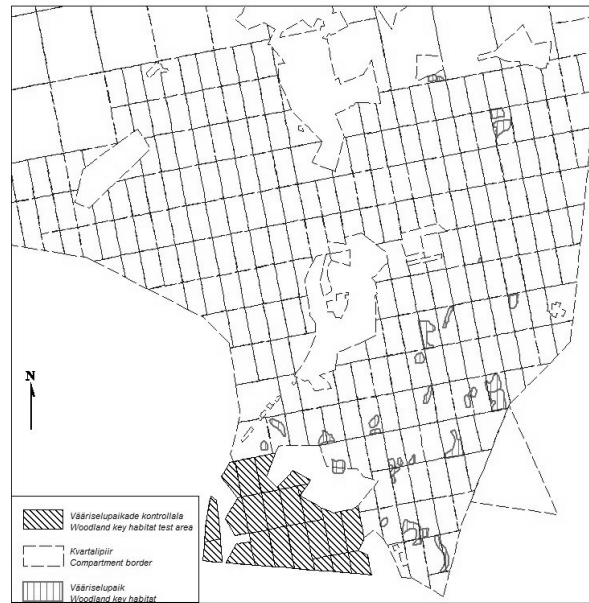 N
Vääriselupaikade kontrollala
Woodland key habitat test area
Kvartalipiir
Compartment border
Vääriselupaik
Woodland key habitat